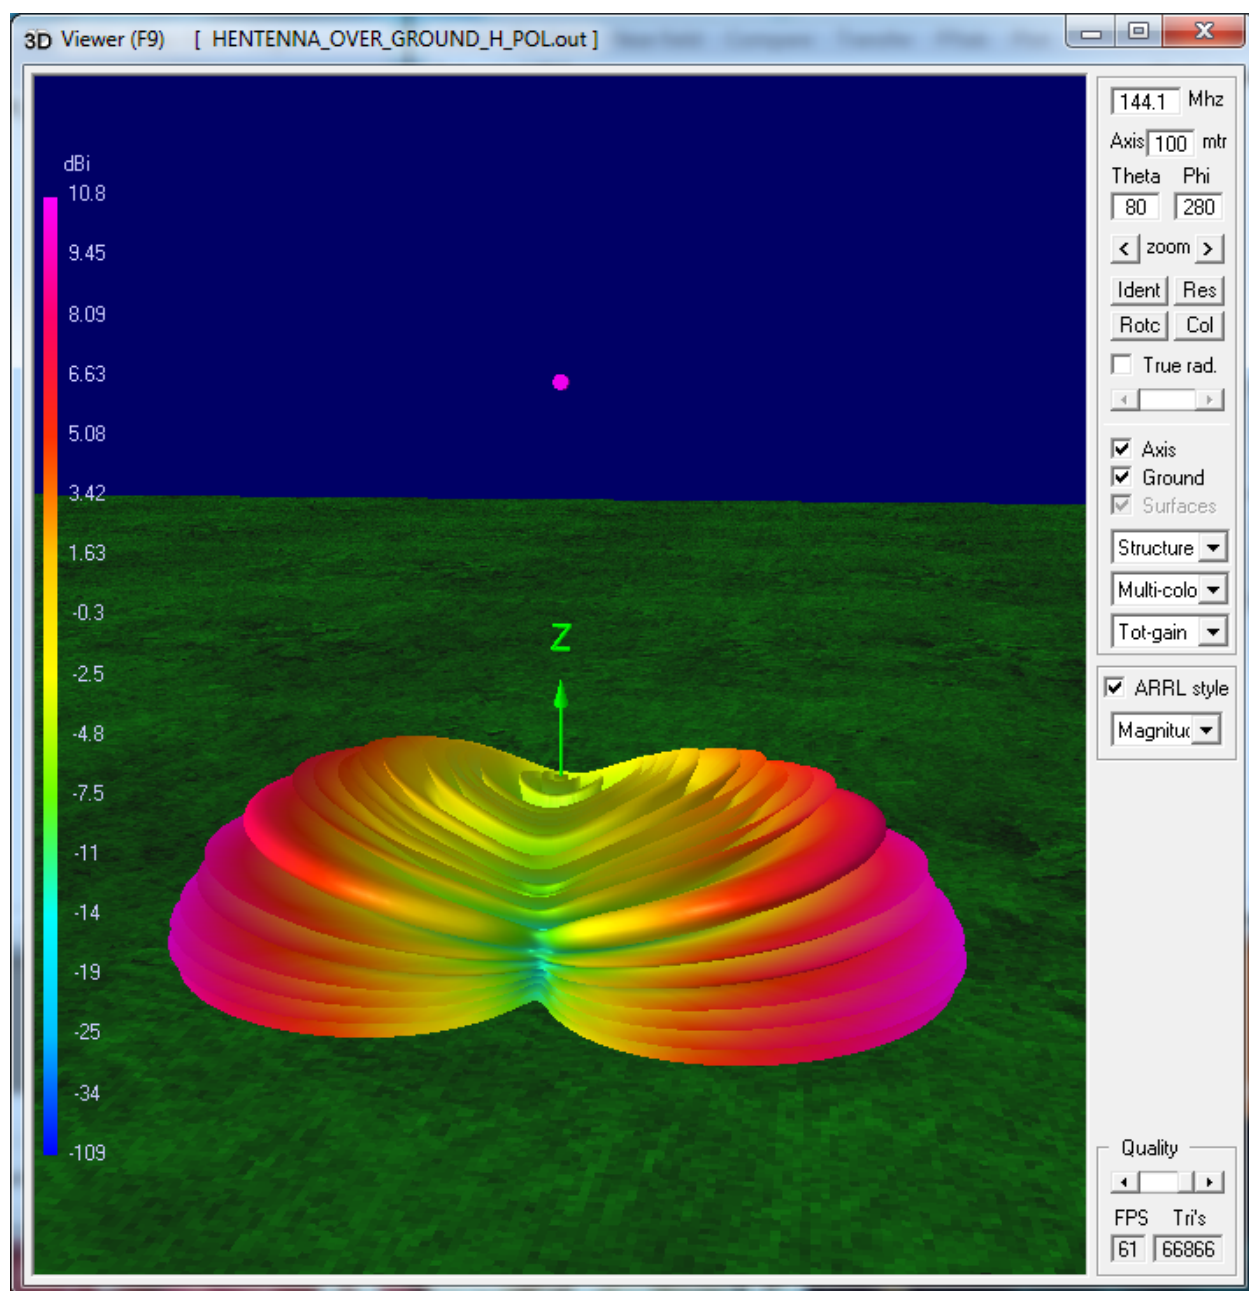 3D Viewer (F9) [ HENTENNA_OVER_GROUND_H_POL.out ]
dBi
10.8
9.45
8.09
6.63
5.08
3.42
1.63
-0.3
-2.5
-4.8
-7.5
-11
-14
-19
-25
-34
-109
Z
144.1 Mhz
Axis 100 mtr
Theta Phi
80 280
< zoom >
Ident Res
Rotc Col
True rad.
Axis
Ground
Surfaces
Structure
Multi-colo
Tot-gain
ARRL style
Magnituc
Quality
FPS Tri's
61 66866